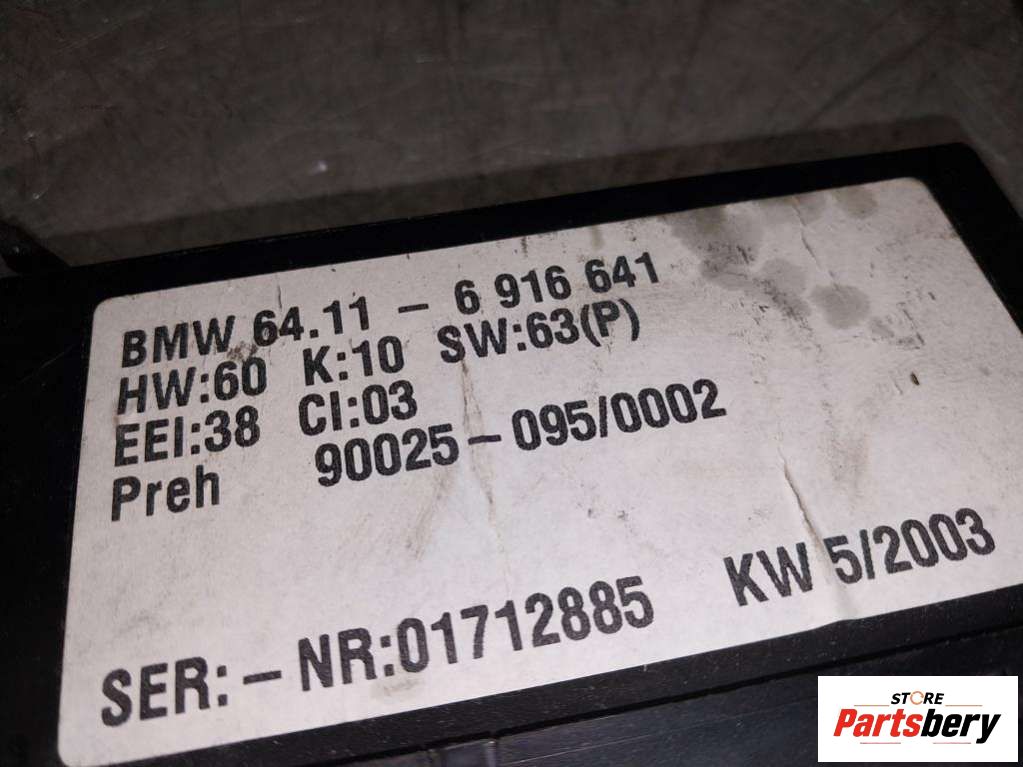 BMW 64.11 - 6 916 641
HW:60 K:10 SW:63(P)
EEI:38 CI:03
Preh 90025-095/0002
SER:-NR:01712885 KW 5/2003
STORE
Partsbery